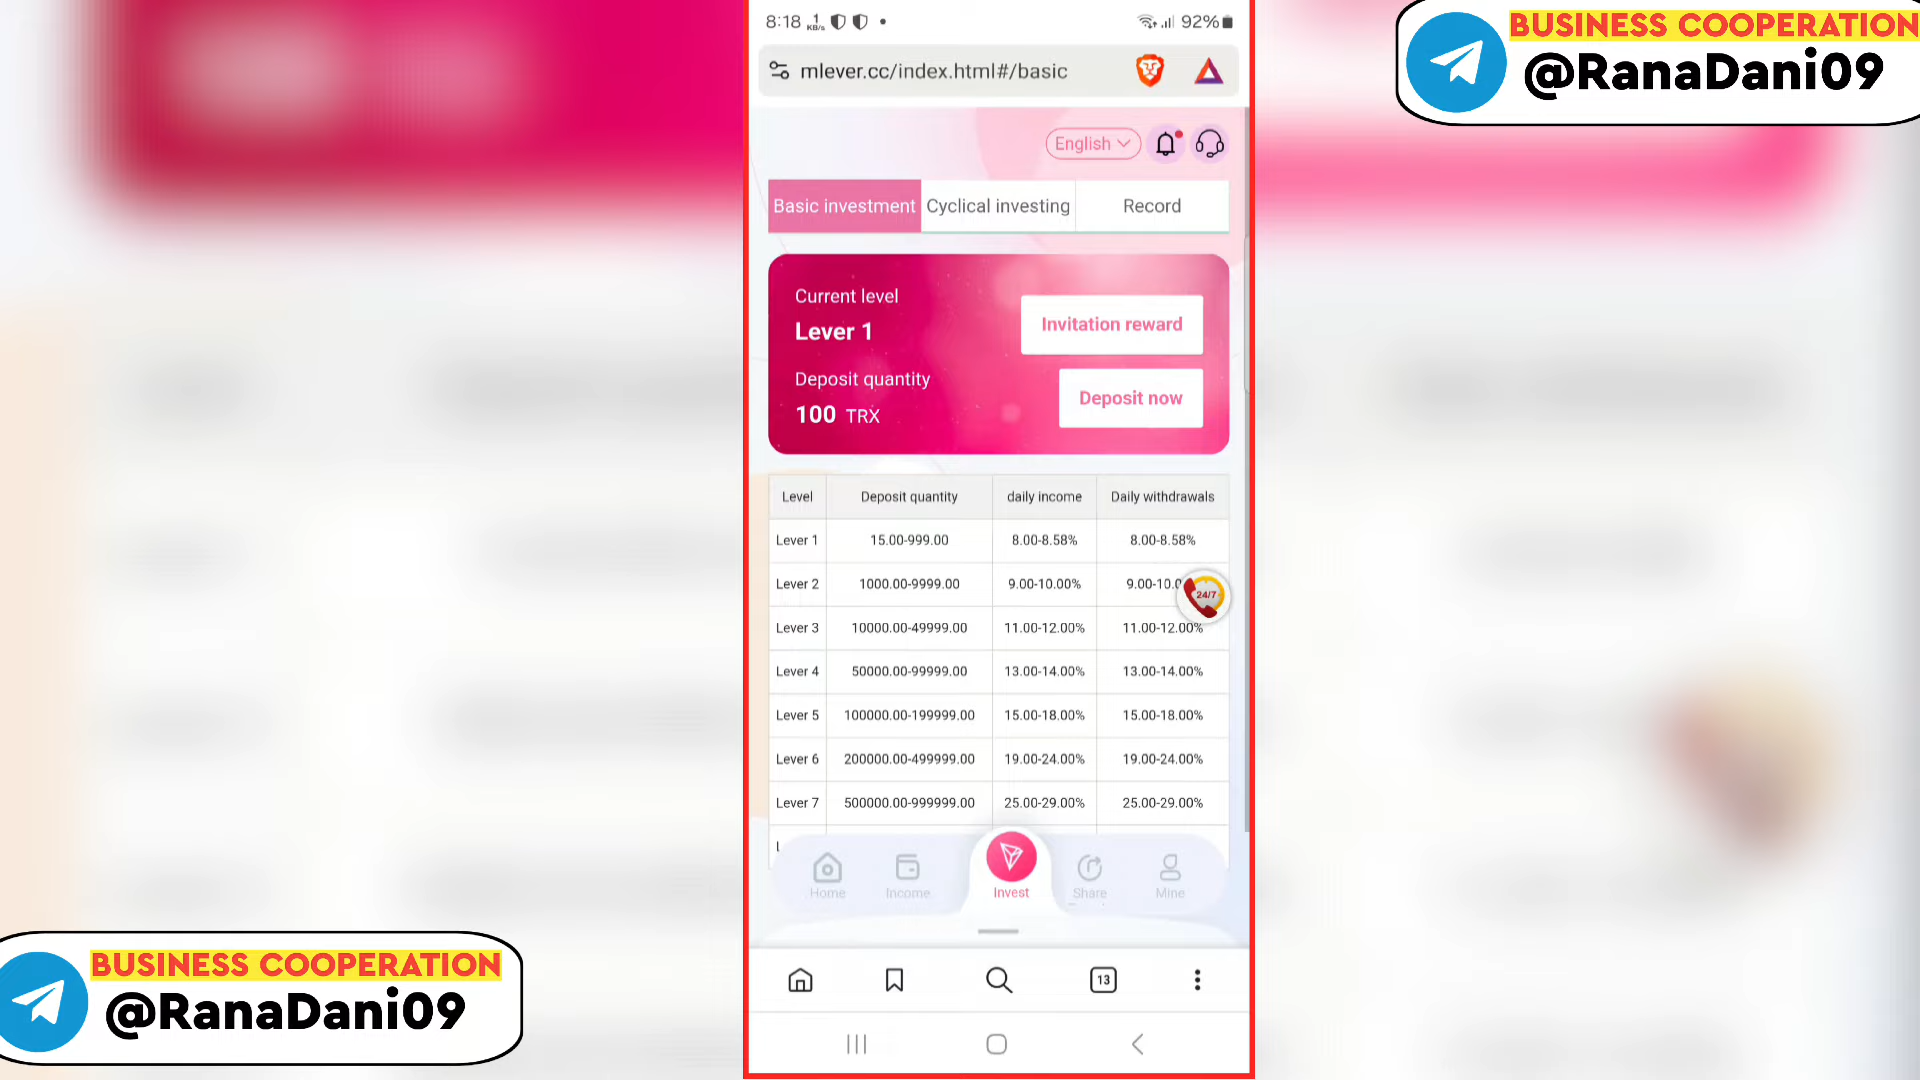 8:18 1 KB/s 92%
BUSINESS COOPERATION
@RanaDani09
mlever.cc/index.html#/basic
English
Basic investment Cyclical investing Record
Current level
Lever 1
Invitation reward
Deposit quantity
100 TRX
Deposit now
Level Deposit quantity daily income Daily withdrawals
Lever 1 15.00-999.00 8.00-8.58% 8.00-8.58%
Lever 2 1000.00-9999.00 9.00-10.00% 9.00-10.0
24/7
Lever 3 10000.00-49999.00 11.00-12.00% 11.00-12.00%
Lever 4 50000.00-99999.00 13.00-14.00% 13.00-14.00%
Lever 5 100000.00-199999.00 15.00-18.00% 15.00-18.00%
Lever 6 200000.00-499999.00 19.00-24.00% 19.00-24.00%
Lever 7 500000.00-999999.00 25.00-29.00% 25.00-29.00%
Home Income Invest Share Mine
BUSINESS COOPERATION
@RanaDani09
13